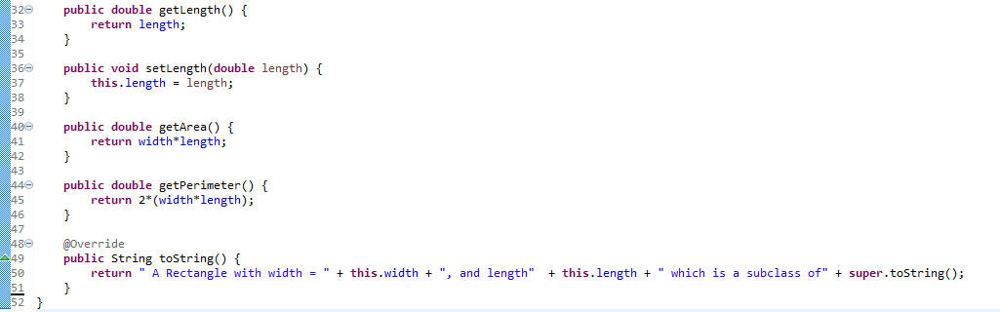 32 public double getLength() {
33 return length;
34 }
35
36 public void setLength(double length) {
37 this.length = length;
38 }
39
40 public double getArea() {
41 return width*length;
42 }
43
44 public double getPerimeter() {
45 return 2*(width*length);
46 }
47
48 @Override
49 public String toString() {
50 return " A Rectangle with width = " + this.width + ", and length"  + this.length + " which is a subclass of" + super.toString();
51 }
52 }